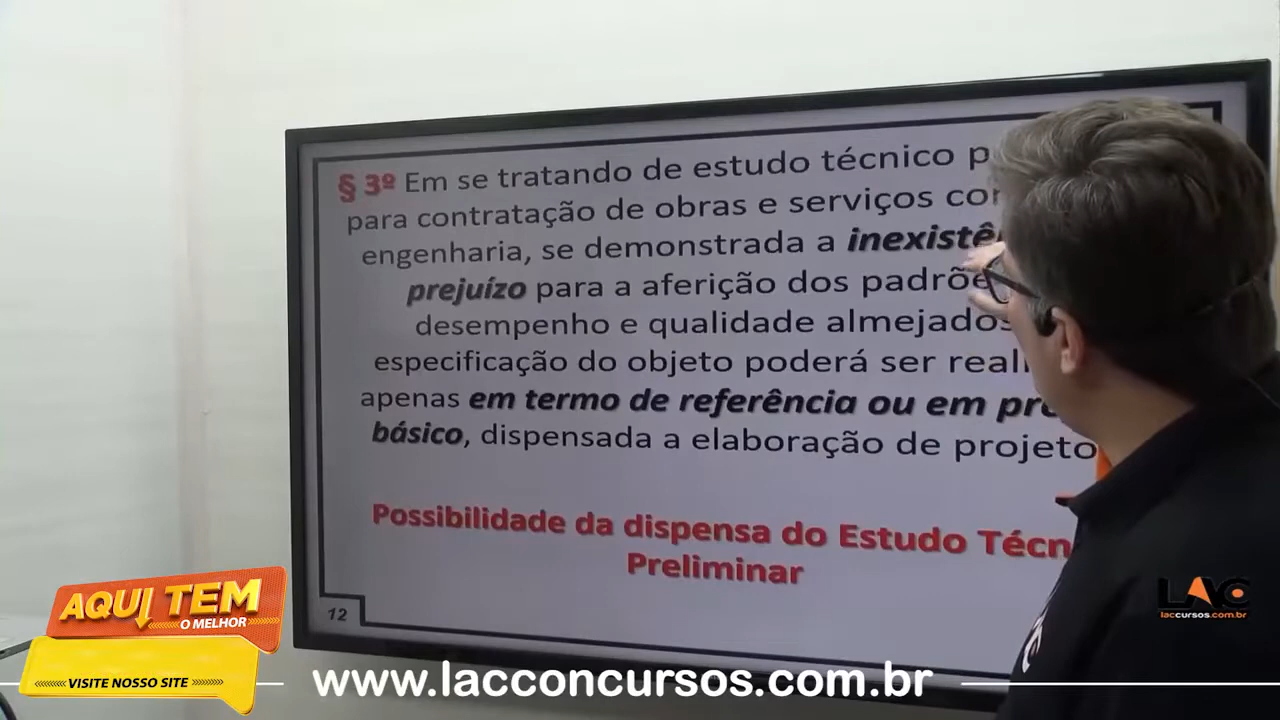 § 3º Em se tratando de estudo técnico
para contratação de obras e serviços
engenharia, se demonstrada a
prejuízo para a aferição dos
desempenho e qualidade
especificação do objeto poderá ser
apenas em termo de referência ou em
básico, dispensada a elaboração de projeto
Possibilidade da dispensa do Estudo
Preliminar
12
AQUI TEM
O MELHOR
VISITE NOSSO SITE >>>>>>
www.lacconcursos.com.br
LAC
laccursos.com.br